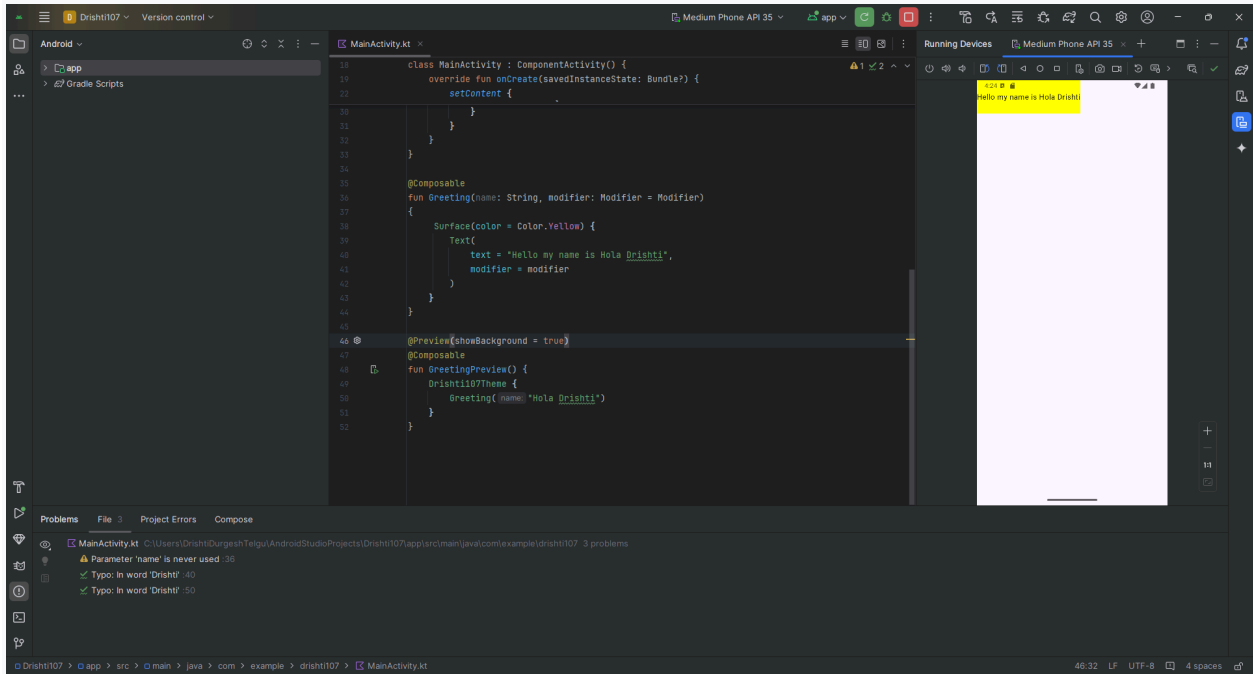 Drishti107 Version control Medium Phone API 35 app
Android
app
Gradle Scripts
MainActivity.kt
1 2
18 class MainActivity : ComponentActivity() {
19 override fun onCreate(savedInstanceState: Bundle?) {
22 setContent {
30 }
31 }
32 }
33 }
34
35 @Composable
36 fun Greeting(name: String, modifier: Modifier = Modifier)
37 {
38 Surface(color = Color.Yellow) {
39 Text(
40 text = "Hello my name is Hola Drishti",
41 modifier = modifier
42 )
43 }
44 }
45
46 @Preview(showBackground = true)
47 @Composable
48 fun GreetingPreview() {
49 Drishti107Theme {
50 Greeting( name: "Hola Drishti")
51 }
52 }
Running Devices Medium Phone API 35
4:24
Hello my name is Hola Drishti
1:1
Problems File 3 Project Errors Compose
MainActivity.kt C:\Users\DrishtiDurgeshTelgu\AndroidStudioProjects\Drishti107\app\src\main\java\com\example\drishti107 3 problems
Parameter 'name' is never used :36
Typo: In word 'Drishti' :40
Typo: In word 'Drishti' :50
Drishti107 > app > src > main > java > com > example > drishti107 > MainActivity.kt
46:32 LF UTF-8 4 spaces